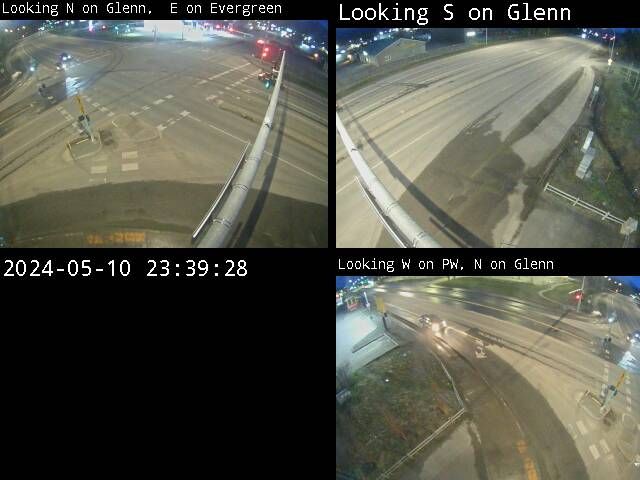 Looking N on Glenn,  E on Evergreen
Looking S on Glenn
2024-05-10 23:39:28
Looking W on PW, N on Glenn